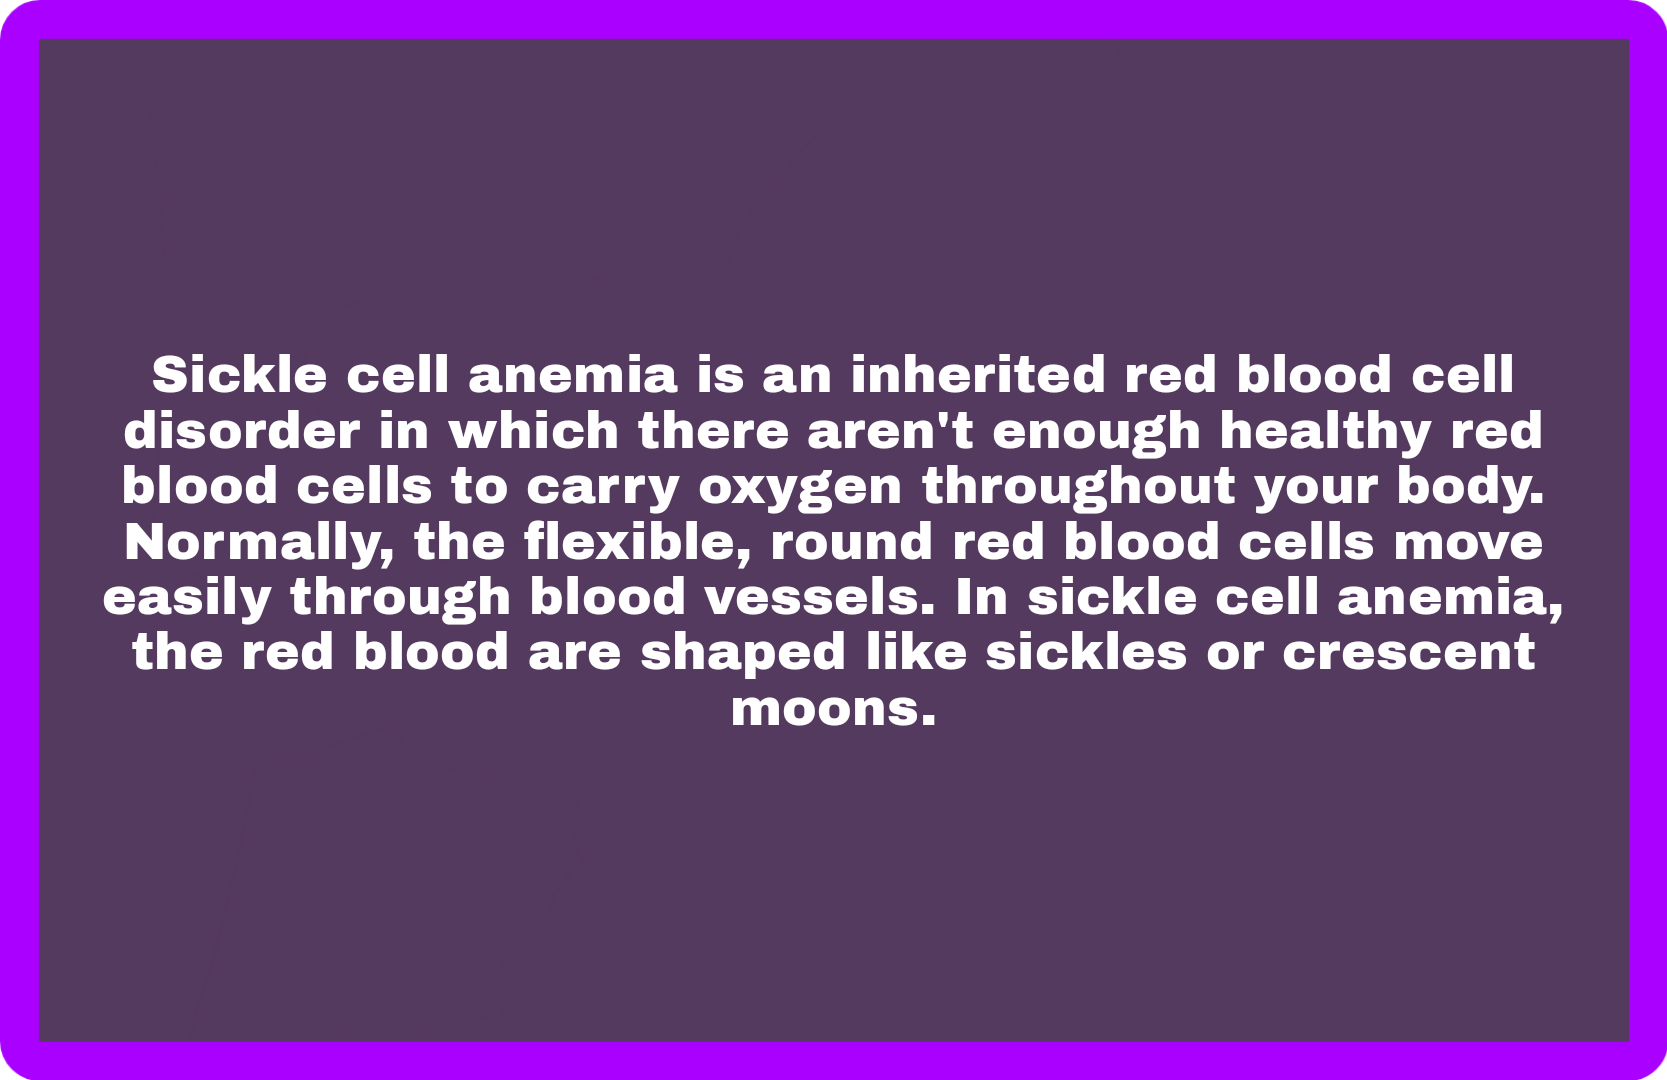 Sickle cell anemia is an inherited red blood cell
disorder in which there aren't enough healthy red
blood cells to carry oxygen throughout your body.
Normally, the flexible, round red blood cells move
easily through blood vessels. In sickle cell anemia,
the red blood are shaped like sickles or crescent
moons.